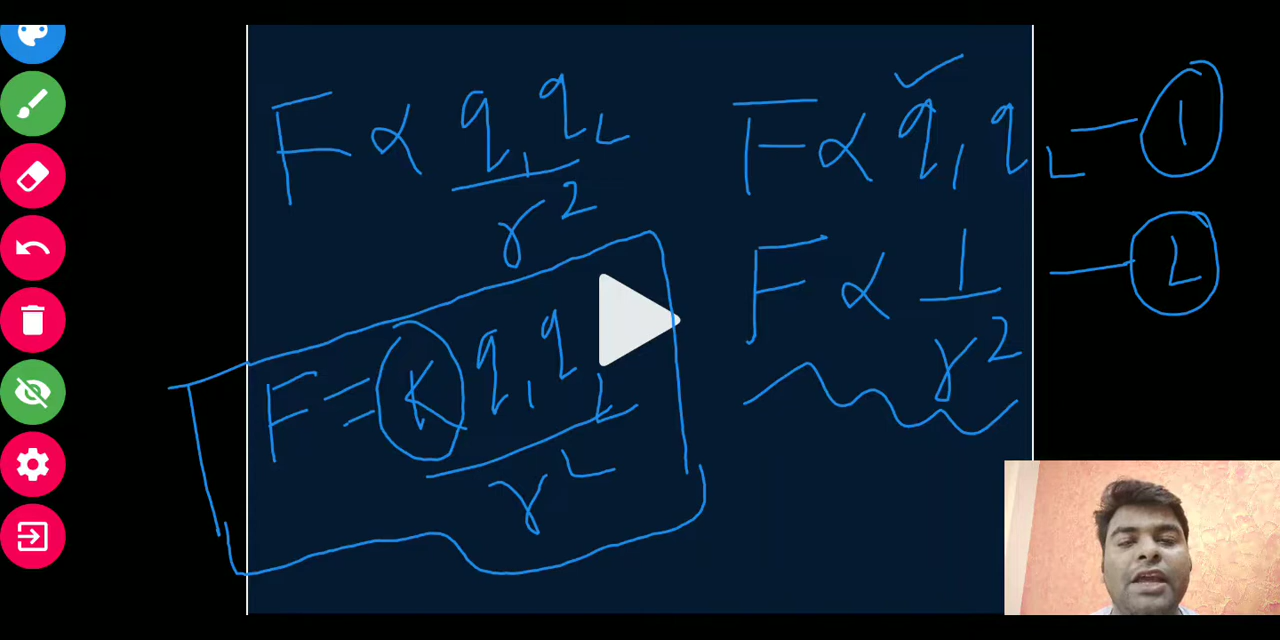 F ∝ q₁q₂/r²
F = K q₁q₂/r²
F ∝ q₁q₂ — ①
F ∝ 1/r² — ②